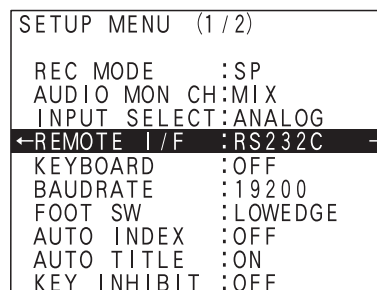 SETUP MENU (1/2)
REC MODE :SP
AUDIO MON CH:MIX
INPUT SELECT:ANALOG
←REMOTE I/F :RS232C
KEYBOARD :OFF
BAUDRATE :19200
FOOT SW :LOWEDGE
AUTO INDEX :OFF
AUTO TITLE :ON
KEY INHIBIT :OFF